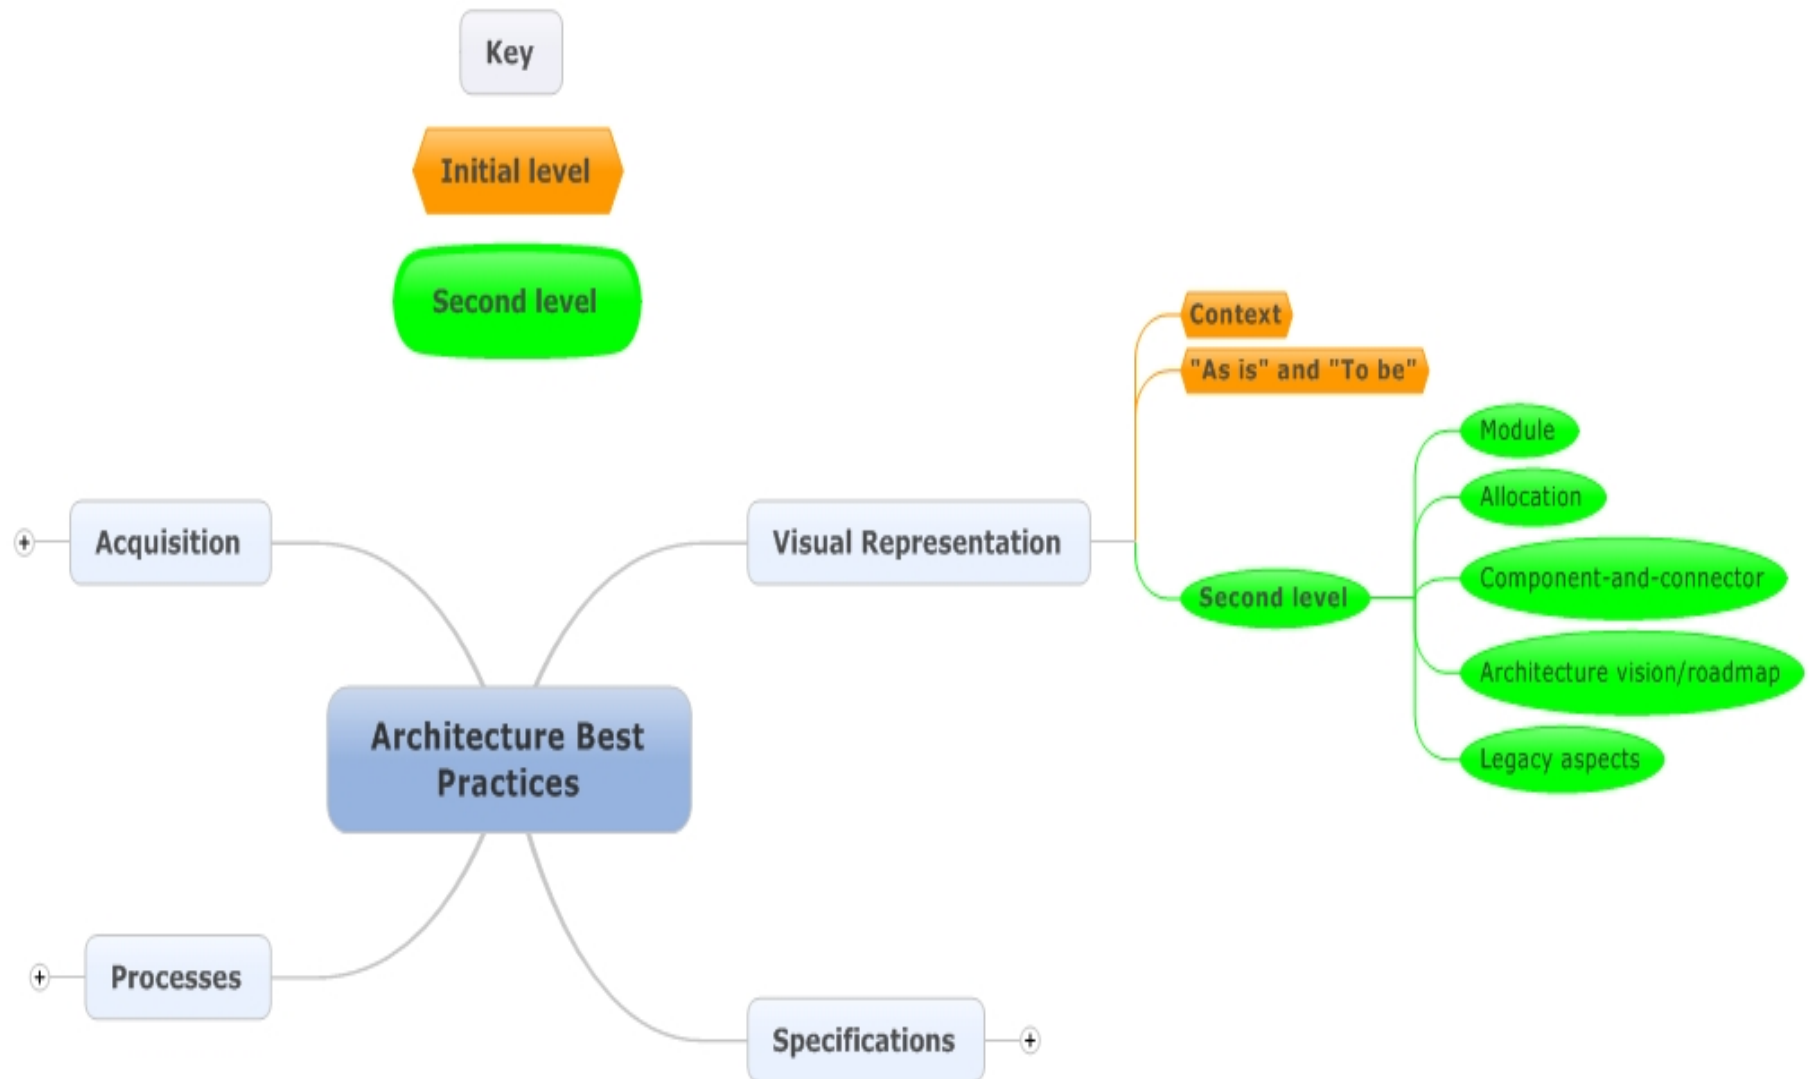 Key
Initial level
Second level
Context
"As is" and "To be"
Module
Allocation
Acquisition
Visual Representation
Component-and-connector
Second level
Architecture vision/roadmap
Architecture Best
Practices
Legacy aspects
Processes
Specifications